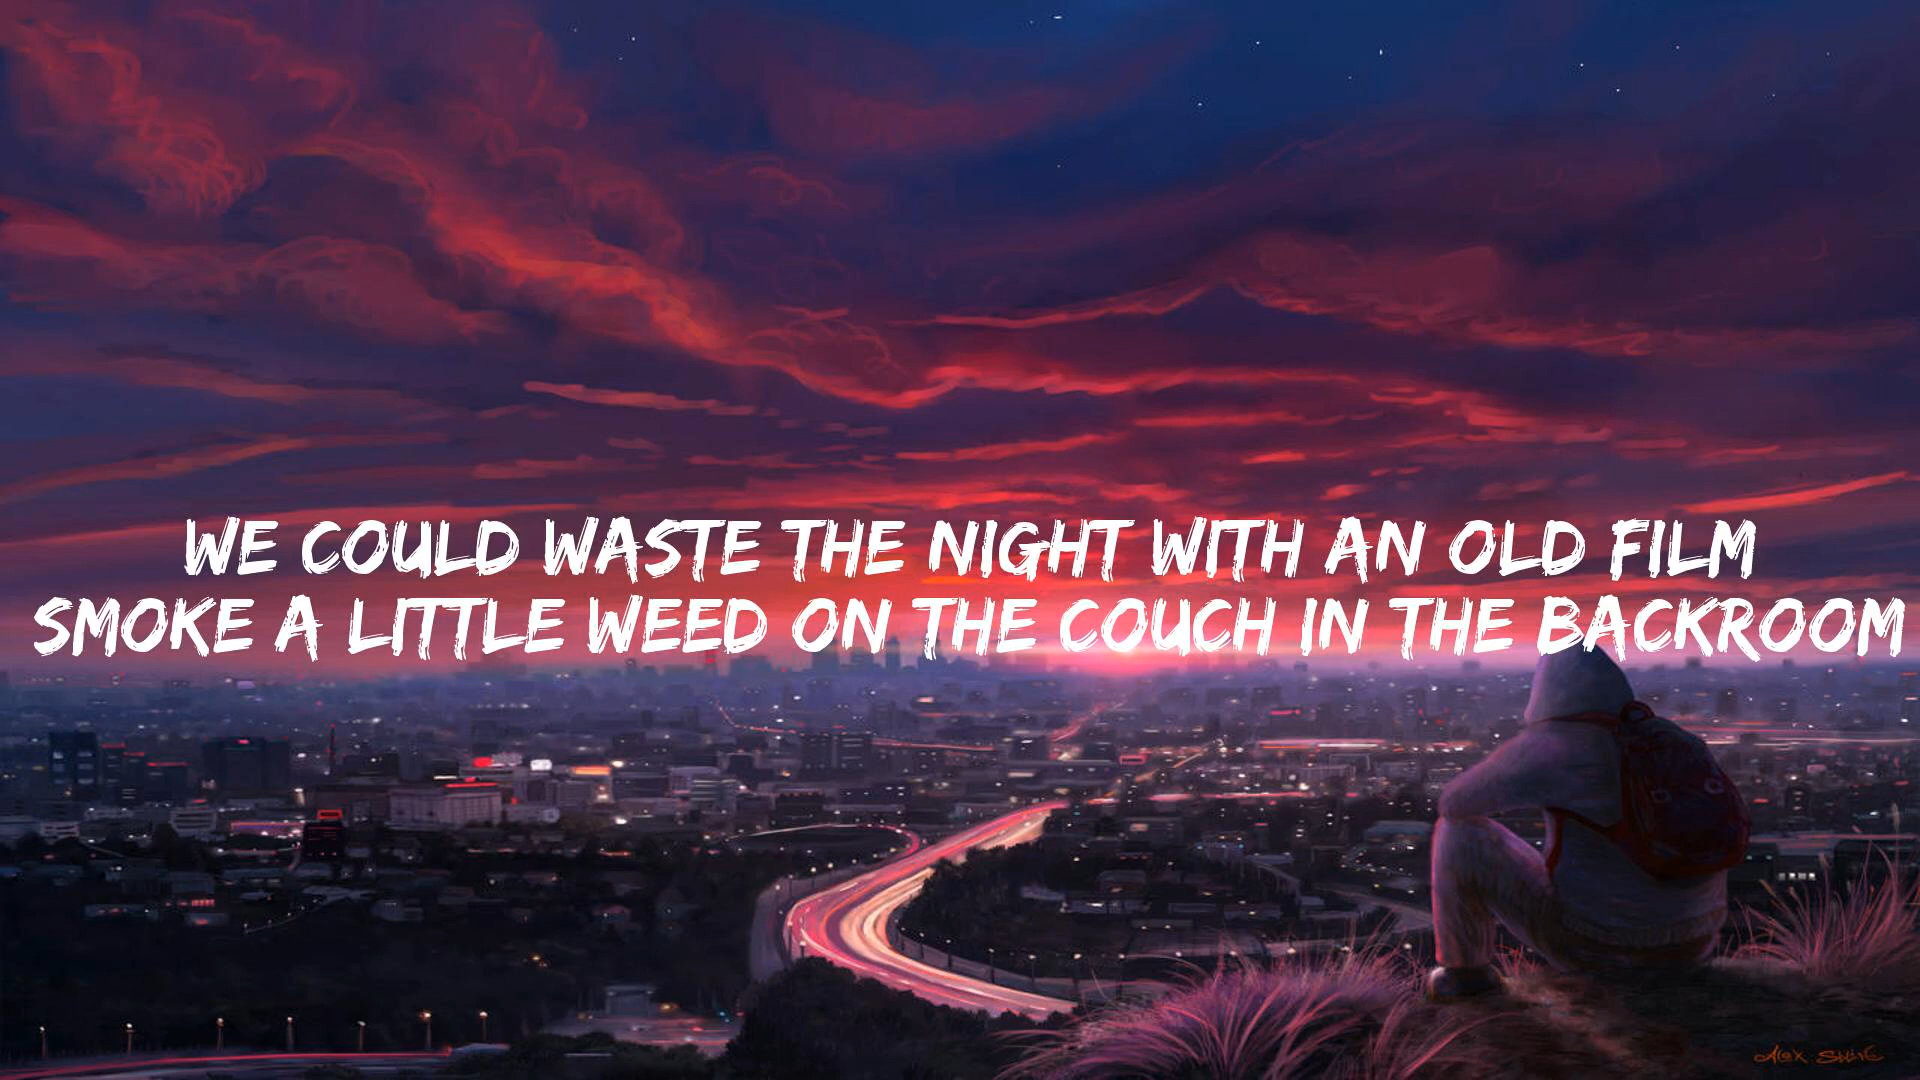 WE COULD WASTE THE NIGHT WITH AN OLD FILM
SMOKE A LITTLE WEED ON THE COUCH IN THE BACKROOM